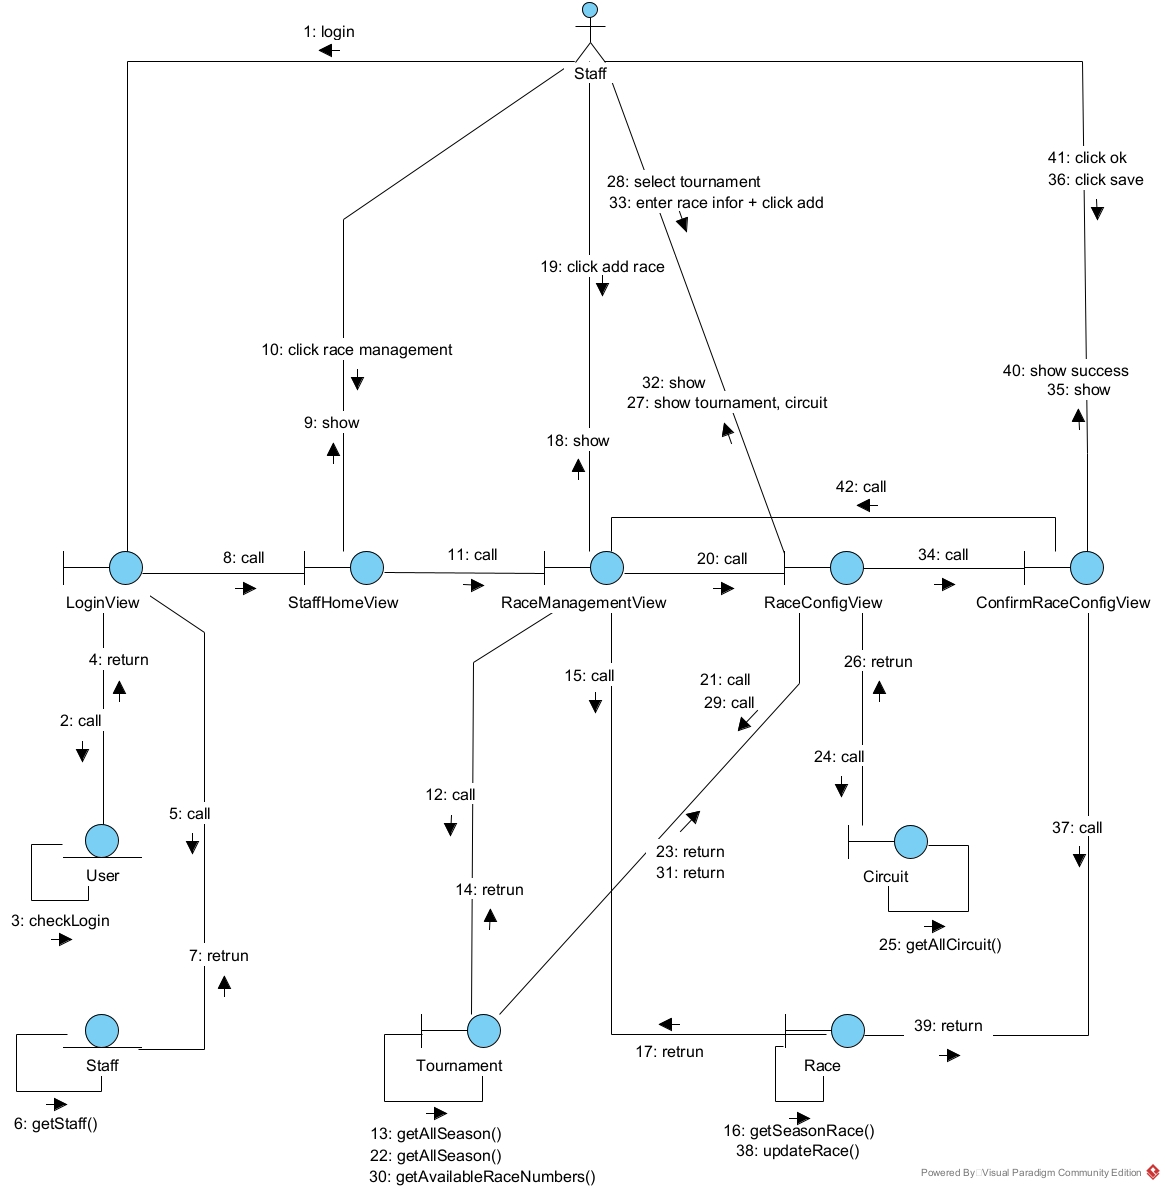 1: login
Staff
41: click ok
36: click save
28: select tournament
33: enter race infor + click add
19: click add race
10: click race management
40: show success
35: show
32: show
27: show tournament, circuit
9: show
18: show
42: call
8: call
11: call
20: call
34: call
LoginView
StaffHomeView
RaceManagementView
RaceConfigView
ConfirmRaceConfigView
4: return
15: call
21: call
29: call
26: retrun
2: call
24: call
12: call
5: call
37: call
23: return
31: return
User
Circuit
14: retrun
3: checkLogin
25: getAllCircuit()
7: retrun
39: return
17: retrun
Staff
Tournament
Race
6: getStaff()
13: getAllSeason()
22: getAllSeason()
30: getAvailableRaceNumbers()
16: getSeasonRace()
38: updateRace()
Powered By Visual Paradigm Community Edition